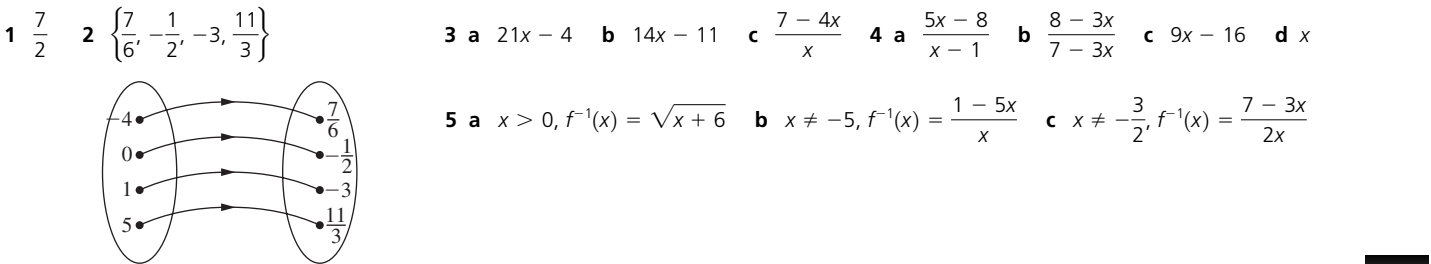 1 7/2 2 {7/6, −1/2, −3, 11/3}
−4 7/6
0 −1/2
1 −3
5 11/3
3 a 21x − 4 b 14x − 11 c (7 − 4x)/x 4 a (5x − 8)/(x − 1) b (8 − 3x)/(7 − 3x) c 9x − 16 d x
5 a x > 0, f⁻¹(x) = √(x + 6) b x ≠ −5, f⁻¹(x) = (1 − 5x)/x c x ≠ −3/2, f⁻¹(x) = (7 − 3x)/2x